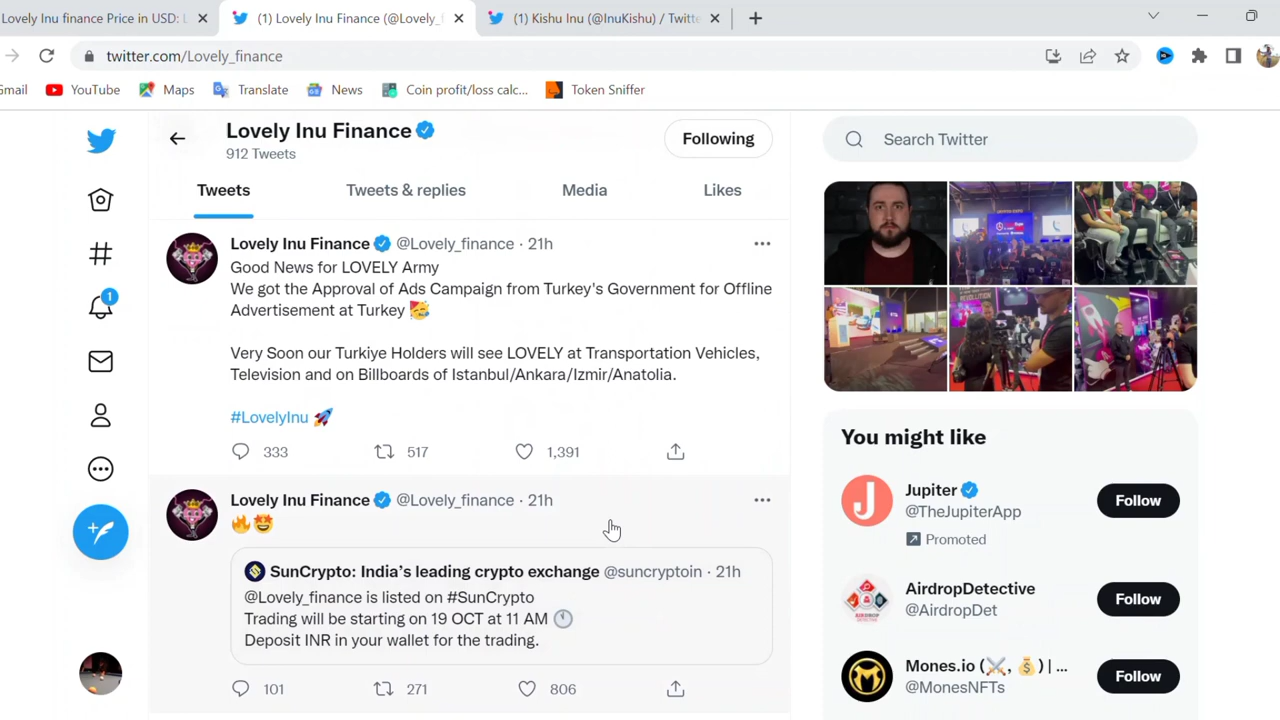 Lovely Inu finance Price in USD: L
(1) Lovely Inu Finance (@Lovely_f
(1) Kishu Inu (@InuKishu) / Twitte
twitter.com/Lovely_finance
Gmail
YouTube
Maps
Translate
News
Coin profit/loss calc...
Token Sniffer
Lovely Inu Finance
912 Tweets
Following
Search Twitter
Tweets
Tweets & replies
Media
Likes
Lovely Inu Finance @Lovely_finance · 21h
Good News for LOVELY Army
We got the Approval of Ads Campaign from Turkey's Government for Offline
Advertisement at Turkey 🥳
Very Soon our Turkiye Holders will see LOVELY at Transportation Vehicles,
Television and on Billboards of Istanbul/Ankara/Izmir/Anatolia.
#LovelyInu 🚀
333 517 1,391
Lovely Inu Finance @Lovely_finance · 21h
🔥🤩
SunCrypto: India's leading crypto exchange @suncryptoin · 21h
@Lovely_finance is listed on #SunCrypto
Trading will be starting on 19 OCT at 11 AM 🕚
Deposit INR in your wallet for the trading.
101 271 806
1
You might like
Jupiter
@TheJupiterApp
Promoted
Follow
AirdropDetective
@AirdropDet
Follow
Mones.io (⚔️, 💰) | ...
@MonesNFTs
Follow